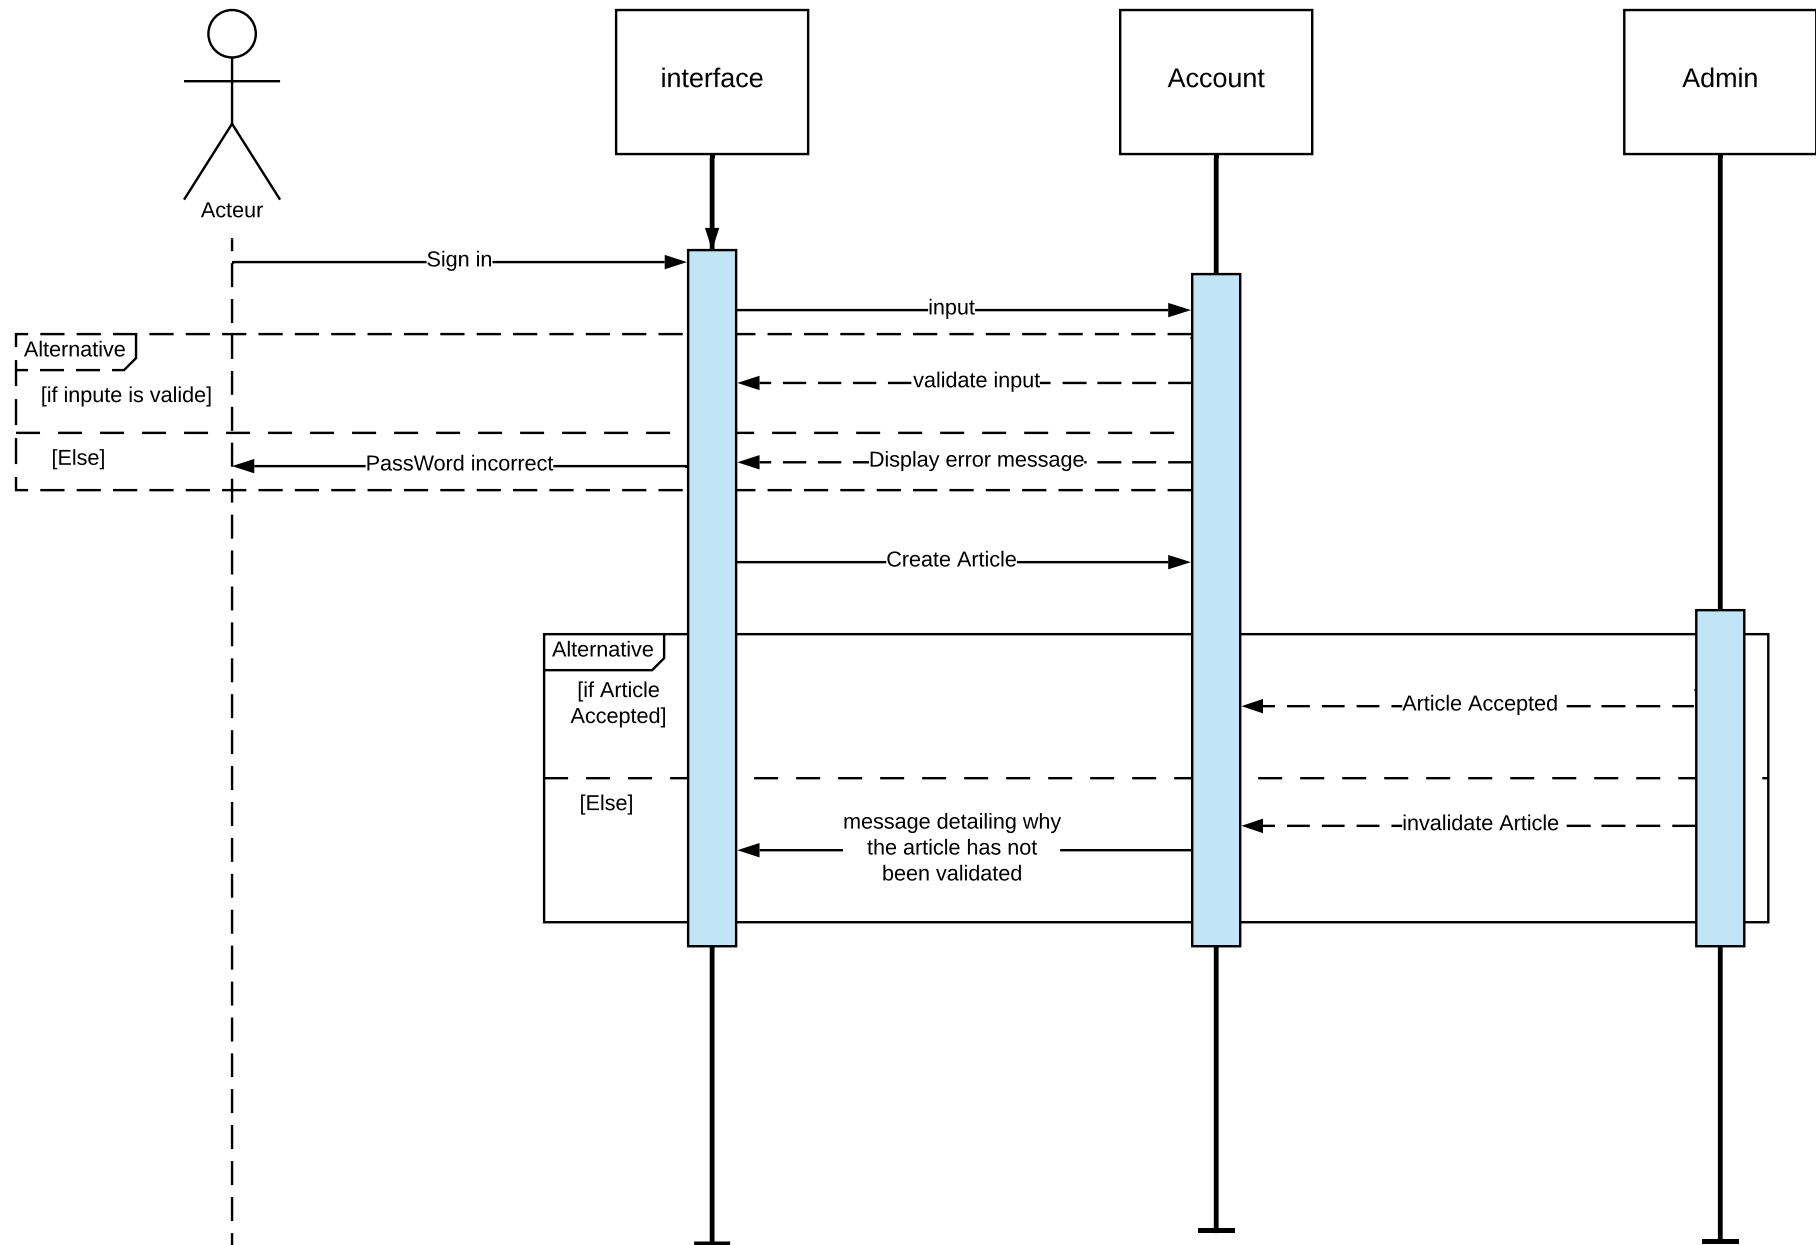 interface
Account
Admin
Acteur
Sign in
input
Alternative
validate input
[if inpute is valide]
[Else]
PassWord incorrect
Display error message
Create Article
Alternative
[if Article
Accepted]
Article Accepted
[Else]
invalidate Article
message detailing why
the article has not
been validated